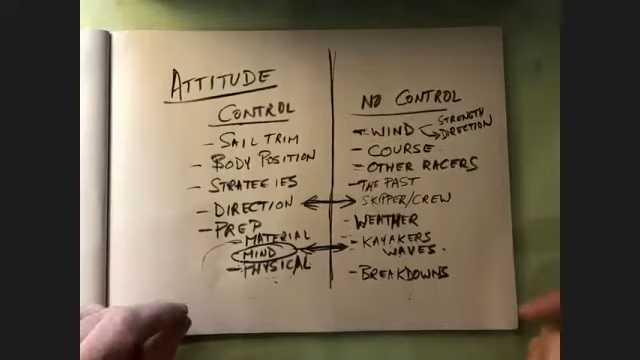 ATTITUDE
CONTROL
- SAIL TRIM
- BODY POSITION
- STRATEGIES
- DIRECTION
- PREP
- MATERIAL
MIND
- PHYSICAL
NO CONTROL
- WIND STRENGTH
DIRECTION
- COURSE
- OTHER RACERS
- THE PAST
SKIPPER/CREW
- WEATHER
- KAYAKERS
WAVES.
- BREAKDOWNS